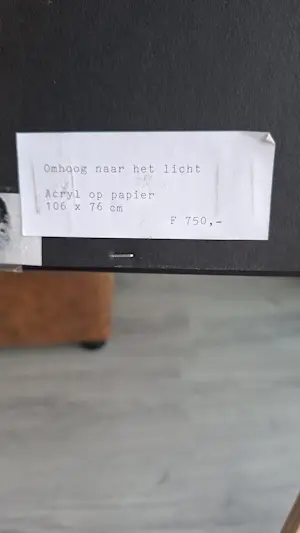 Omhoog naar het licht
Acryl op papier
106 x 76 cm
F 750,-